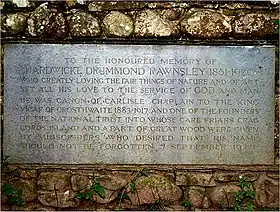 TO THE HONOURED MEMORY OF
HARDWICKE DRUMMOND RAWNSLEY 1851-1920
WHO GREATLY LOVING THE FAIR THINGS OF NATURE AND OF ART
SET ALL HIS LOVE TO THE SERVICE OF GOD AND MAN
HE WAS CANON OF CARLISLE CHAPLAIN TO THE KING
VICAR OF CROSTHWAITE 1883-1917 AND ONE OF THE FOUNDERS
OF THE NATIONAL TRUST INTO WHOSE CARE FRIARS CRAG
LORDS ISLAND AND A PART OF GREAT WOOD WERE GIVEN
BY SUBSCRIBERS WHO DESIRED THAT HIS NAME
SHOULD NOT BE FORGOTTEN 7 SEPTEMBER 1922